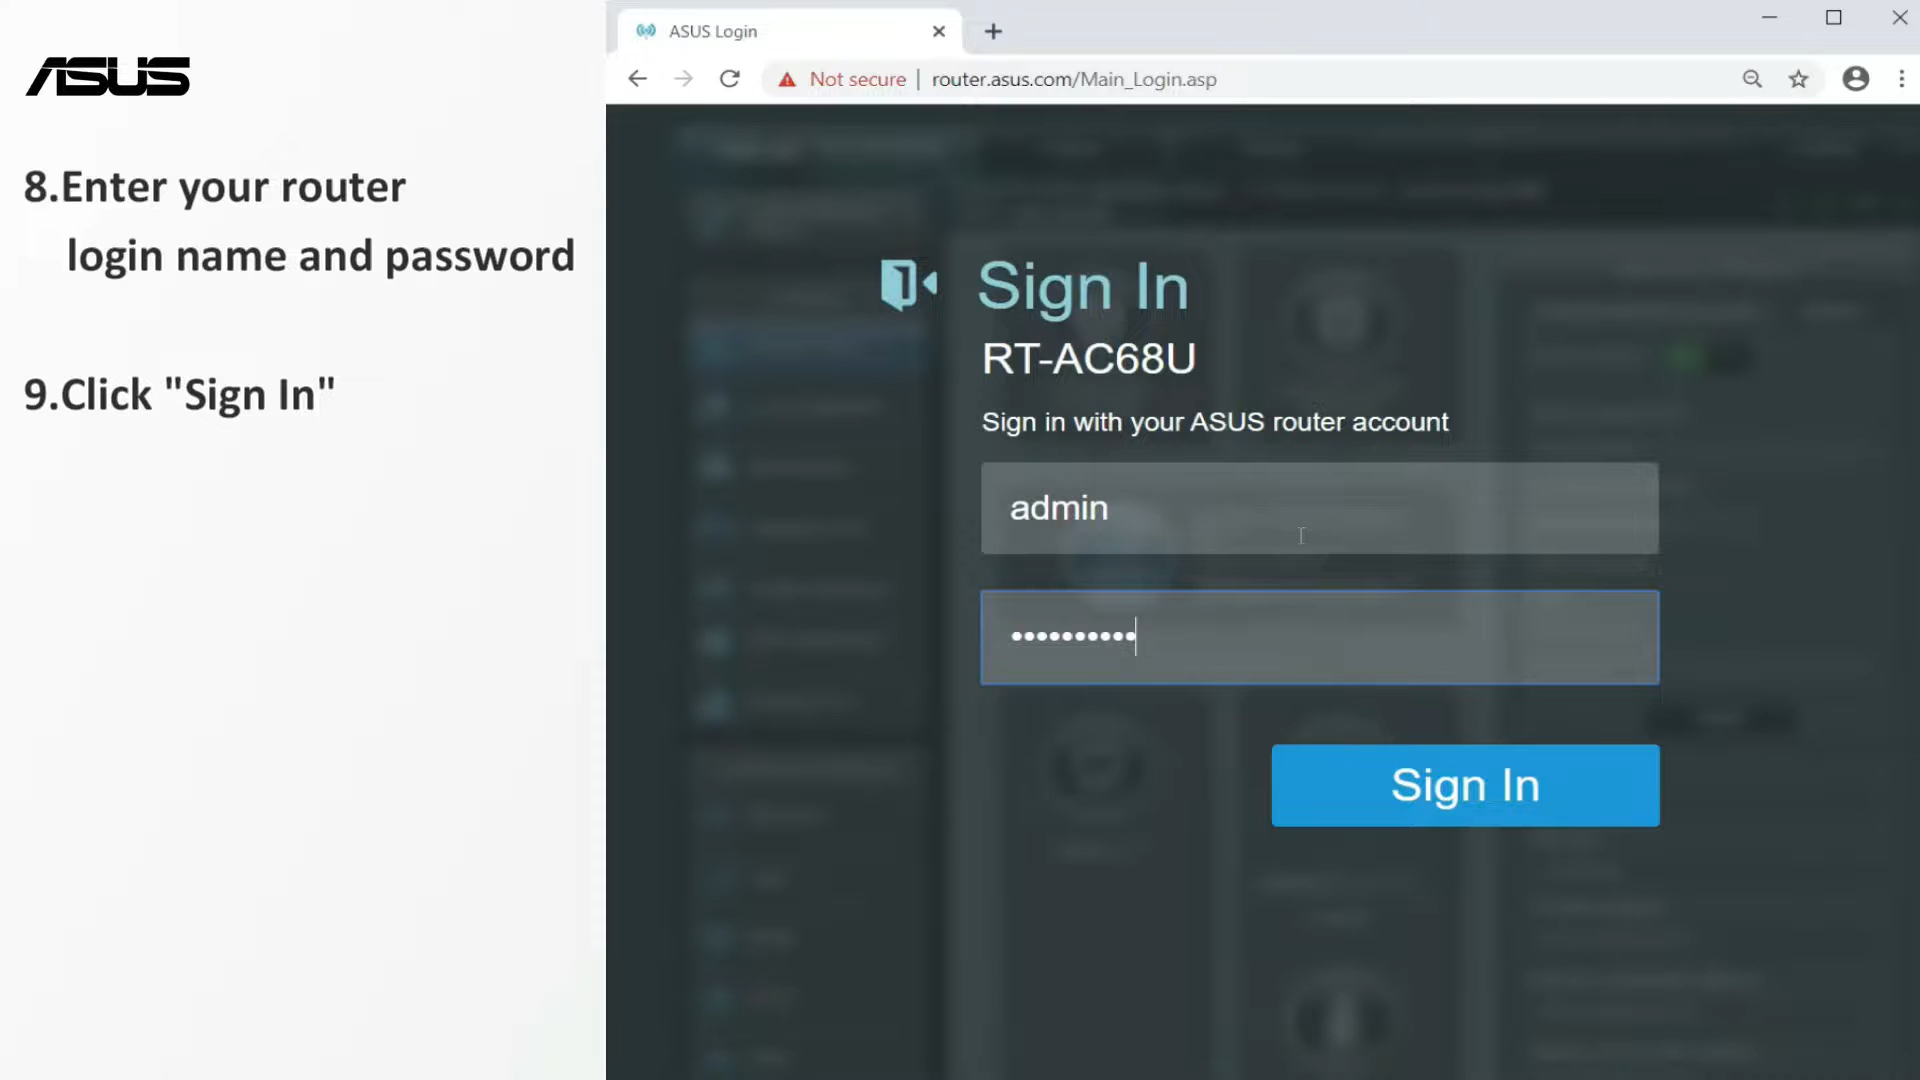 ASUS
8.Enter your router
login name and password
9.Click "Sign In"
ASUS Login
Not secure | router.asus.com/Main_Login.asp
Sign In
RT-AC68U
Sign in with your ASUS router account
admin
••••••••••
Sign In